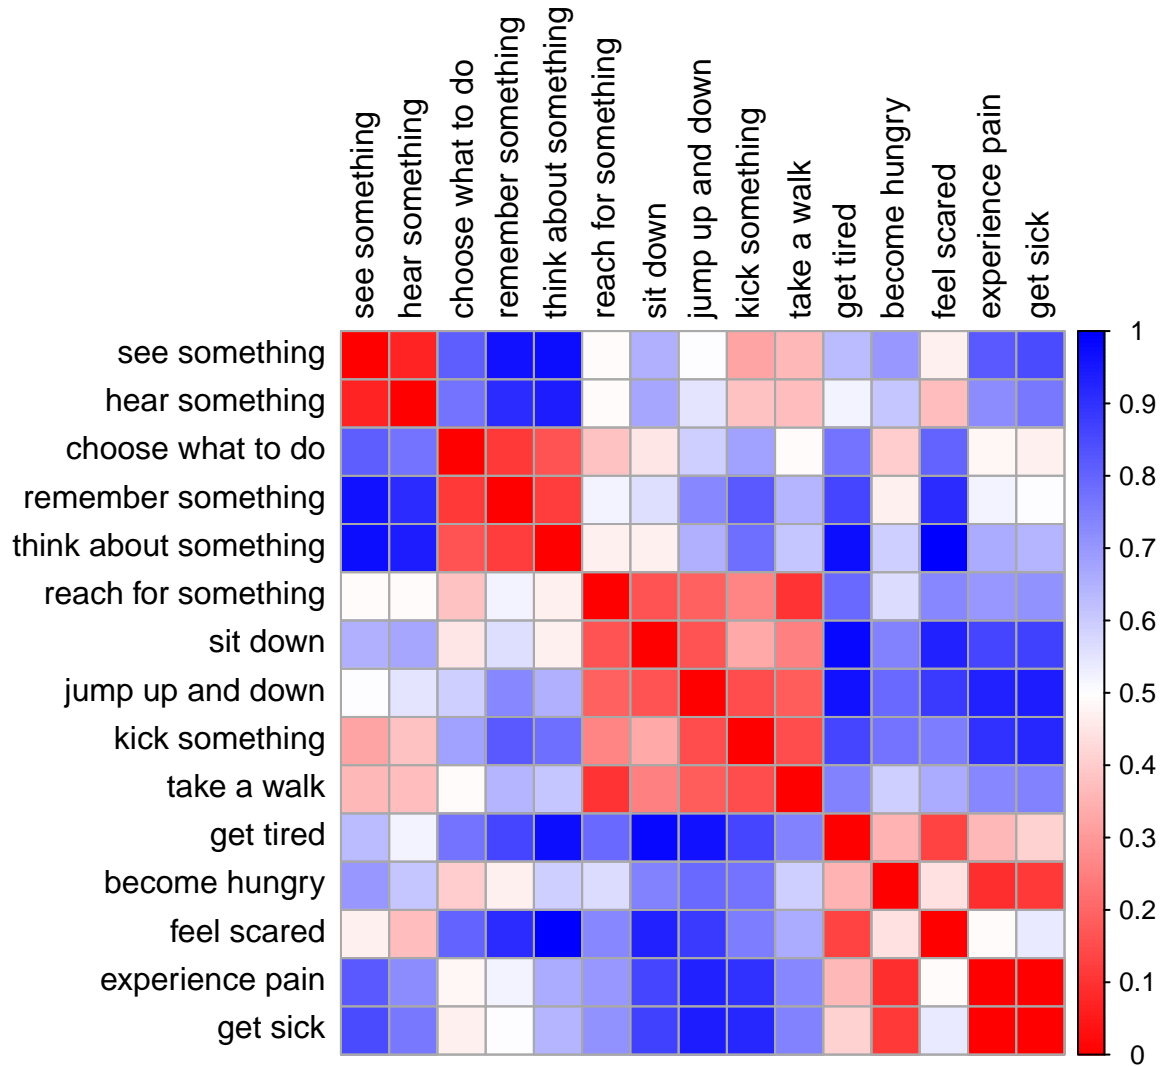 see something
hear something
choose what to do
remember something
think about something
reach for something
sit down
jump up and down
kick something
take a walk
get tired
become hungry
feel scared
experience pain
get sick
see something
hear something
choose what to do
remember something
think about something
reach for something
sit down
jump up and down
kick something
take a walk
get tired
become hungry
feel scared
experience pain
get sick
1
0.9
0.8
0.7
0.6
0.5
0.4
0.3
0.2
0.1
0